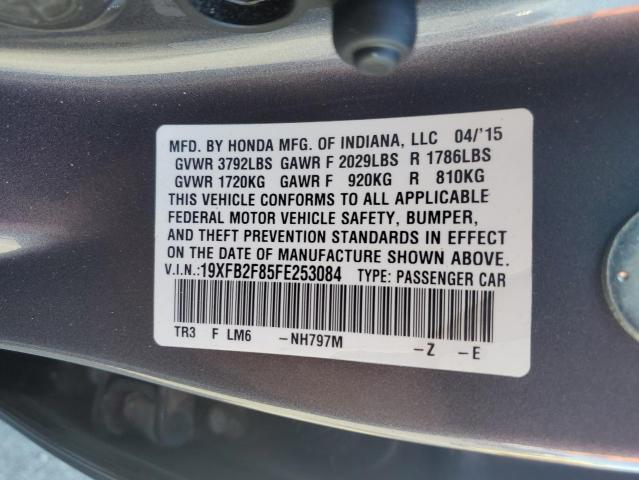 MFD. BY HONDA MFG. OF INDIANA, LLC 04/'15
GVWR 3792LBS GAWR F 2029LBS R 1786LBS
GVWR 1720KG GAWR F 920KG R 810KG
THIS VEHICLE CONFORMS TO ALL APPLICABLE
FEDERAL MOTOR VEHICLE SAFETY, BUMPER,
AND THEFT PREVENTION STANDARDS IN EFFECT
ON THE DATE OF MANUFACTURE SHOWN ABOVE.
V.I.N.:19XFB2F85FE253084 TYPE: PASSENGER CAR
TR3 F LM6 -NH797M -Z -E